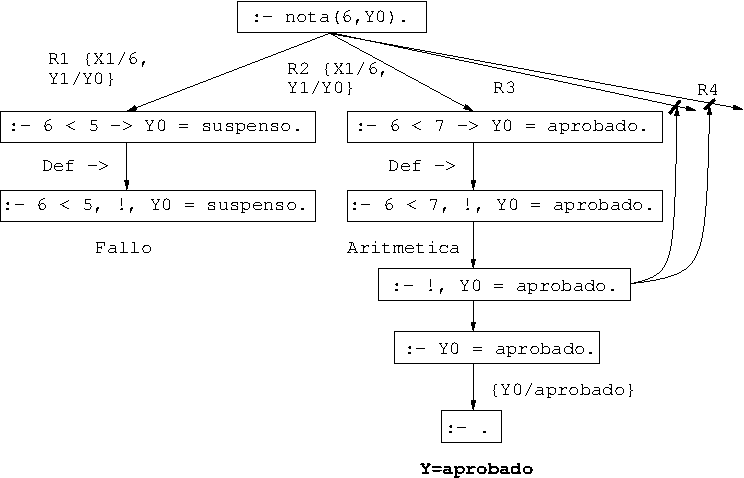 :- nota(6,Y0).
R1 {X1/6,
Y1/Y0}
R2 {X1/6,
Y1/Y0}
R3
R4
:- 6 < 5 -> Y0 = suspenso.
:- 6 < 7 -> Y0 = aprobado.
Def ->
Def ->
:- 6 < 5, !, Y0 = suspenso.
:- 6 < 7, !, Y0 = aprobado.
Fallo
Aritmetica
:- !, Y0 = aprobado.
:- Y0 = aprobado.
{Y0/aprobado}
:- .
Y=aprobado